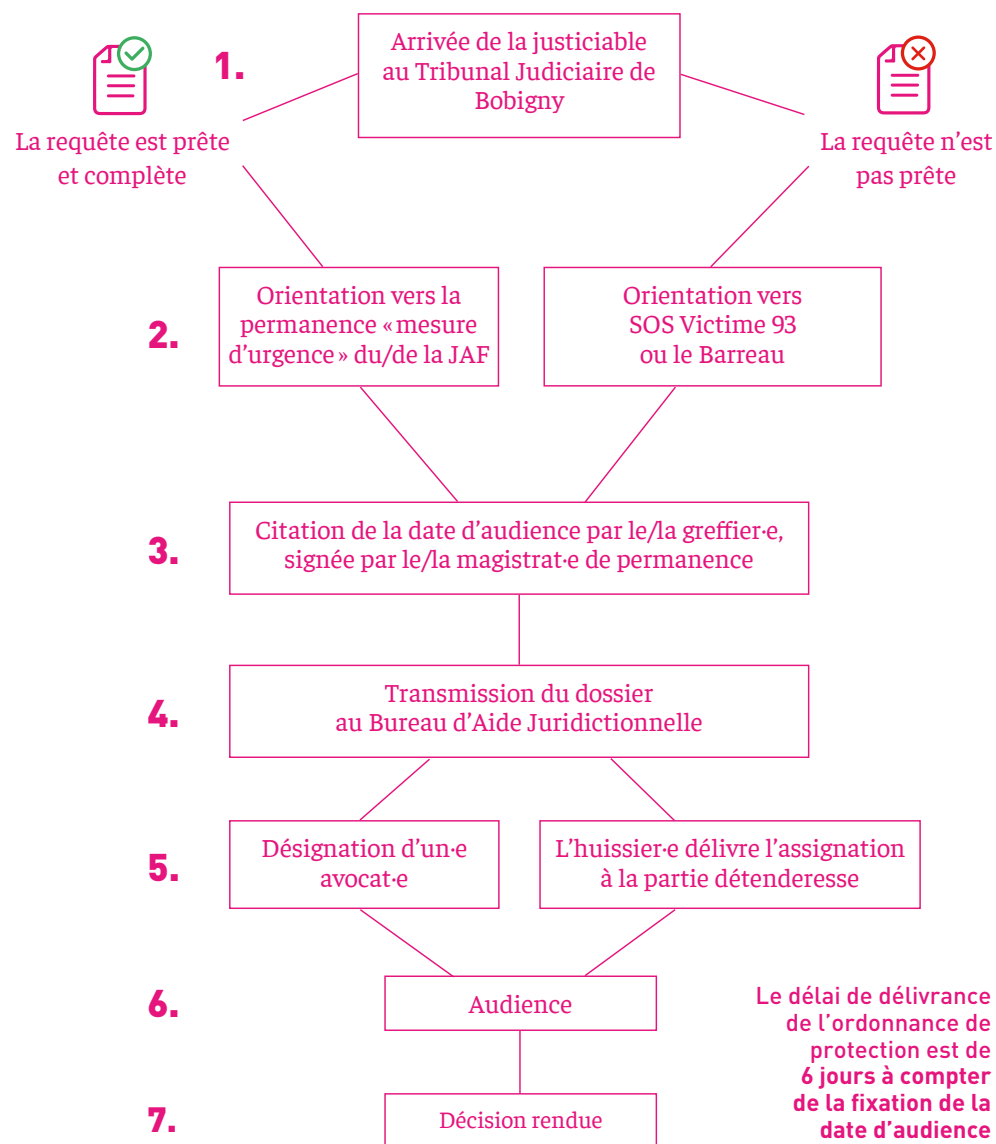 1.
Arrivée de la justiciable
au Tribunal Judiciaire de
Bobigny
La requête est prête
et complète
La requête n'est
pas prête
2.
Orientation vers la
permanence « mesure
d'urgence » du/de la JAF
Orientation vers
SOS Victime 93
ou le Barreau
3.
Citation de la date d'audience par le/la greffier·e,
signée par le/la magistrat·e de permanence
4.
Transmission du dossier
au Bureau d'Aide Juridictionnelle
5.
Désignation d'un·e
avocat·e
L'huissier·e délivre l'assignation
à la partie détenderesse
6.
Audience
7.
Décision rendue
Le délai de délivrance
de l'ordonnance de
protection est de
6 jours à compter
de la fixation de la
date d'audience